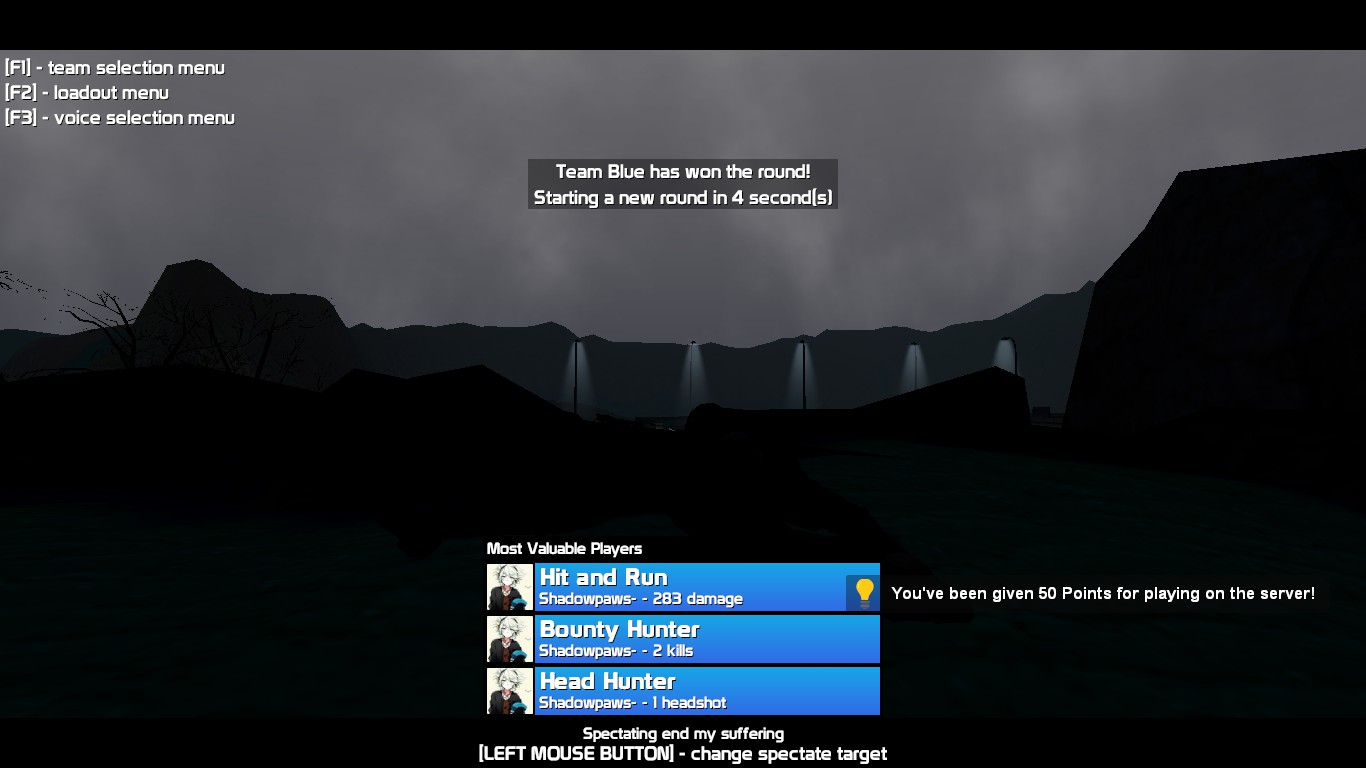 [F1] - team selection menu
[F2] - loadout menu
[F3] - voice selection menu
Team Blue has won the round!
Starting a new round in 4 second(s)
Most Valuable Players
Hit and Run
Shadowpaws- - 283 damage
You've been given 50 Points for playing on the server!
Bounty Hunter
Shadowpaws- - 2 kills
Head Hunter
Shadowpaws- - 1 headshot
Spectating end my suffering
[LEFT MOUSE BUTTON] - change spectate target